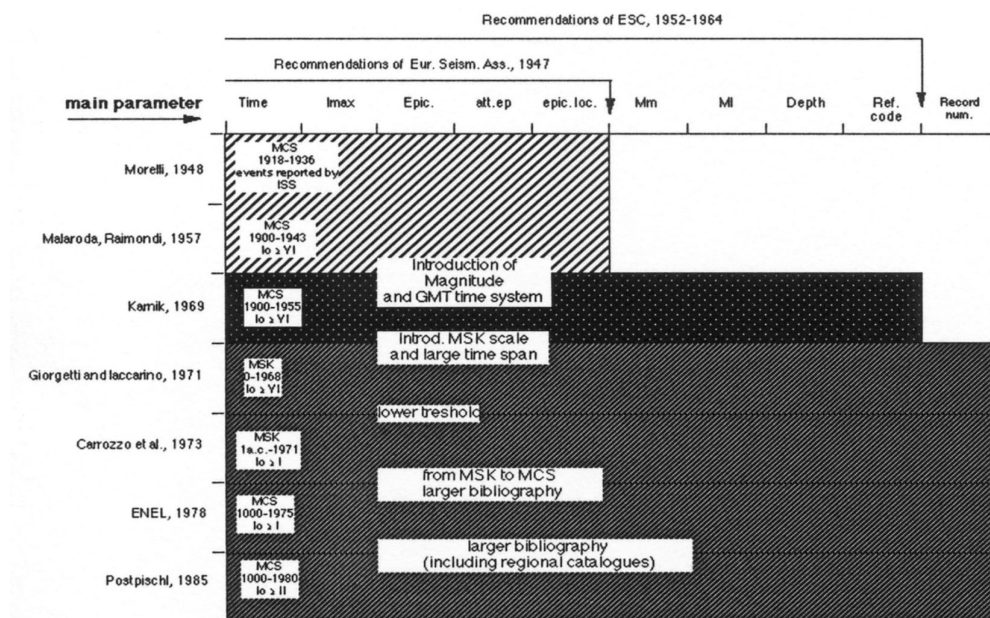 Recommendations of ESC, 1952-1964
Recommendations of Eur. Seism. Ass., 1947
main parameter
Time Imax Epic. att.ep epic.loc. Mm Ml Depth Ref. code Record num.
Morelli, 1948
MCS
1918-1936
events reported by
ISS
Malaroda, Raimondi, 1957
MCS
1900-1943
Io ≥ VI
Introduction of
Magnitude
and GMT time system
Karnik, 1969
MCS
1900-1955
Io ≥ VI
Introd. MSK scale
and large time span
Giorgetti and Iaccarino, 1971
MSK
0-1968
Io ≥ VI
lower treshold
Carrozzo et al., 1973
MSK
1a.c.-1971
Io ≥ I
from MSK to MCS
larger bibliography
ENEL, 1978
MCS
1000-1975
Io ≥ I
larger bibliography
(including regional catalogues)
Postpischl, 1985
MCS
1000-1980
Io ≥ II